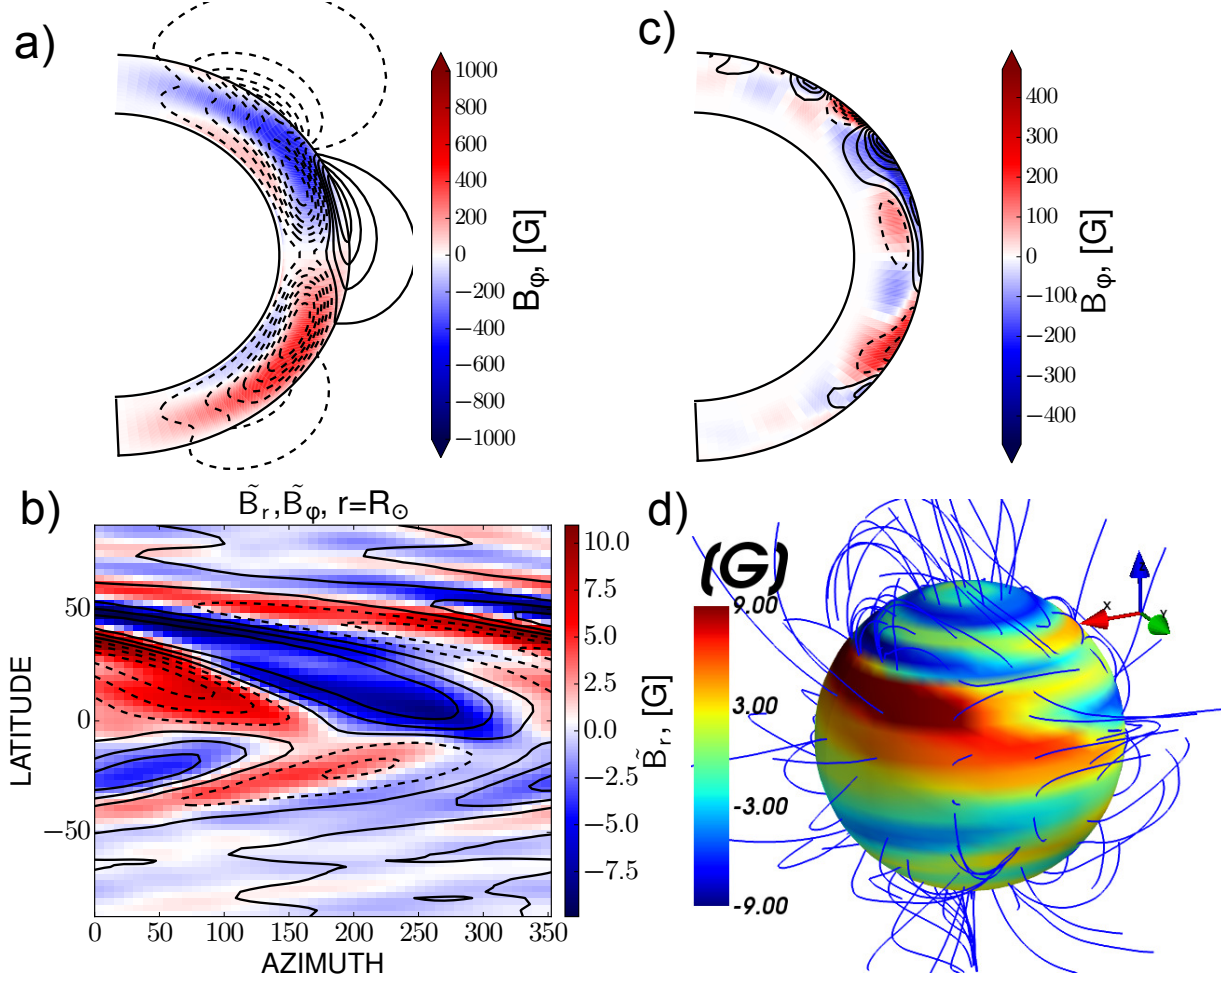 a)
1000
800
600
400
200
0
−200
−400
−600
−800
−1000
B_φ, [G]
c)
400
300
200
100
0
−100
−200
−300
−400
B_φ, [G]
b)
B̃_r, B̃_φ, r=R_⊙
50
0
−50
LATITUDE
0 50 100 150 200 250 300 350
AZIMUTH
10.0
7.5
5.0
2.5
0.0
−2.5
−5.0
−7.5
B̃_r, [G]
d)
(G)
9.00
3.00
-3.00
-9.00
X
Y
Z